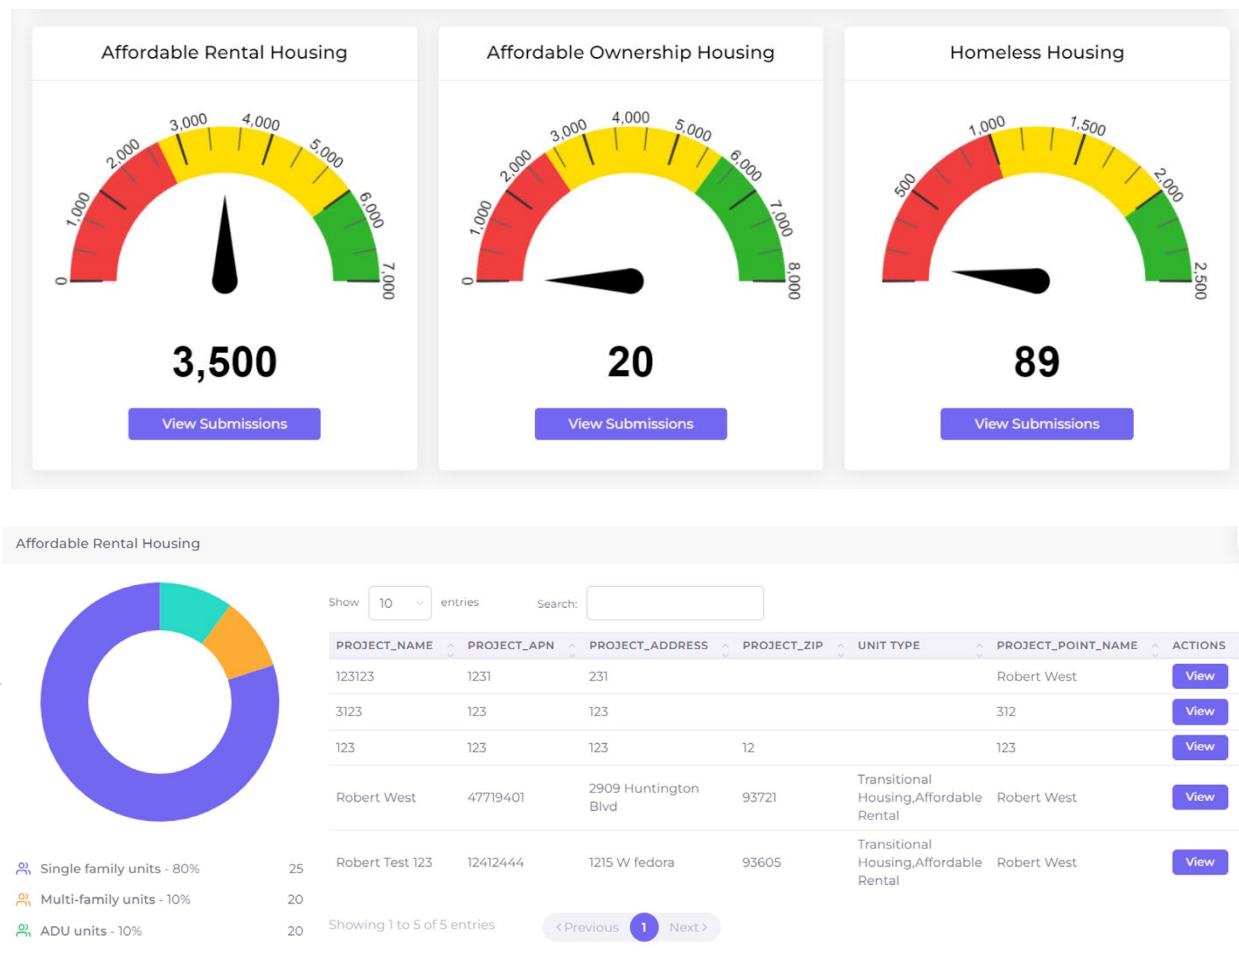 Affordable Rental Housing
0
1,000
2,000
3,000
4,000
5,000
6,000
7,000
3,500
View Submissions
Affordable Ownership Housing
0
1,000
2,000
3,000
4,000
5,000
6,000
7,000
8,000
20
View Submissions
Homeless Housing
500
1,000
1,500
2,000
2,500
89
View Submissions
Affordable Rental Housing
Single family units - 80% 25
Multi-family units - 10% 20
ADU units - 10% 20
Show 10 entries Search:
PROJECT_NAME PROJECT_APN PROJECT_ADDRESS PROJECT_ZIP UNIT TYPE PROJECT_POINT_NAME ACTIONS
123123 1231 231 Robert West View
3123 123 123 312 View
123 123 123 12 123 View
Robert West 47719401 2909 Huntington Blvd 93721 Transitional Housing,Affordable Rental Robert West View
Robert Test 123 12412444 1215 W fedora 93605 Transitional Housing,Affordable Rental Robert West View
Showing 1 to 5 of 5 entries
Previous 1 Next